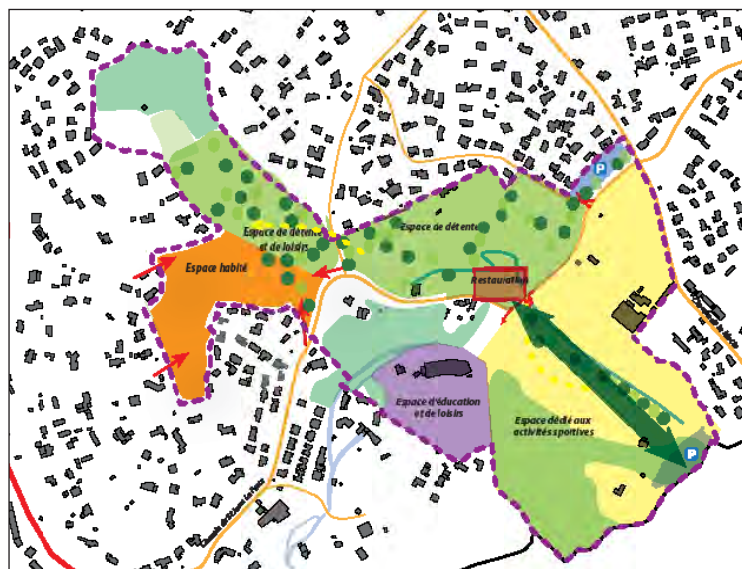 P
Espace de détente
et de loisirs
Espace de détente
Espace habité
Restauration
Espace d'éducation
et de loisirs
Espace dédié aux
activités sportives
P